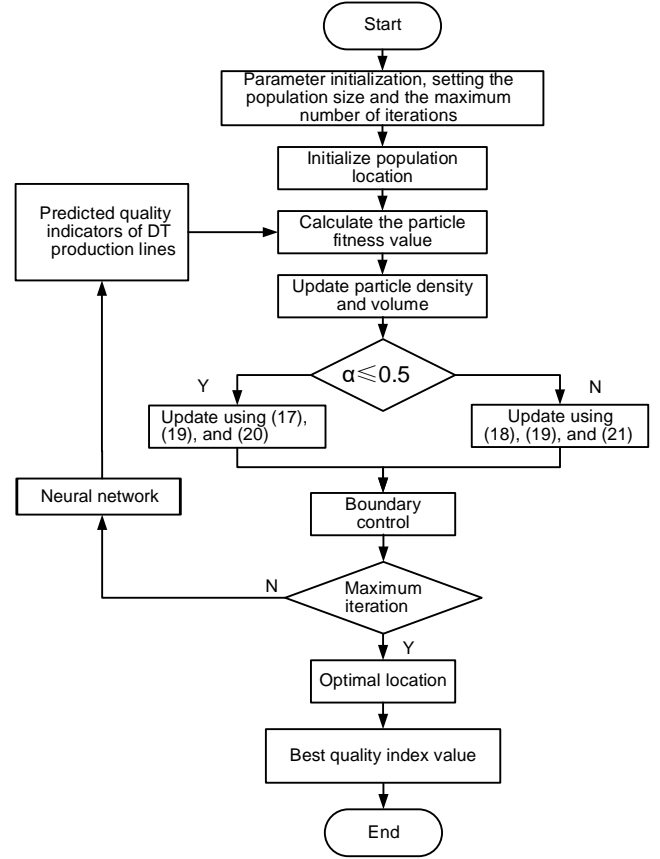 Start
Parameter initialization, setting the
population size and the maximum
number of iterations
Initialize population
location
Predicted quality
indicators of DT
production lines
Calculate the particle
fitness value
Update particle density
and volume
α≤0.5
Y
N
Update using (17),
(19), and (20)
Update using
(18), (19), and (21)
Neural network
Boundary
control
N
Maximum
iteration
Y
Optimal location
Best quality index value
End